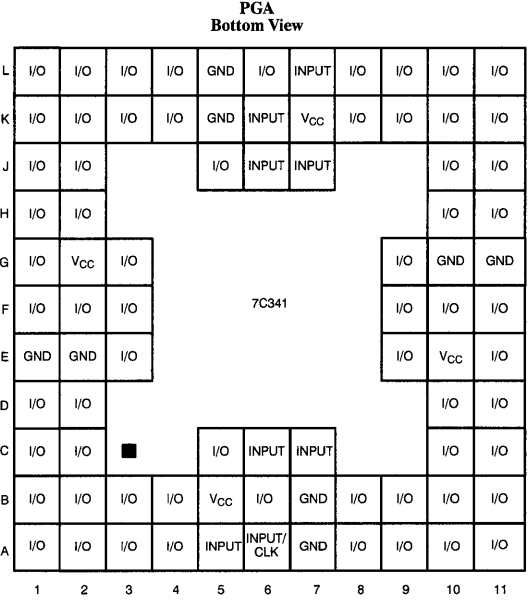 PGA
Bottom View
L I/O I/O I/O I/O GND I/O INPUT I/O I/O I/O I/O
K I/O I/O I/O I/O GND INPUT VCC I/O I/O I/O I/O
J I/O I/O I/O INPUT INPUT I/O I/O
H I/O I/O I/O I/O
G I/O VCC I/O I/O GND GND
F I/O I/O I/O 7C341 I/O I/O I/O
E GND GND I/O I/O VCC I/O
D I/O I/O I/O I/O
C I/O I/O I/O INPUT INPUT I/O I/O
B I/O I/O I/O I/O VCC I/O GND I/O I/O I/O I/O
A I/O I/O I/O I/O INPUT INPUT/ GND I/O I/O I/O I/O
CLK
1 2 3 4 5 6 7 8 9 10 11